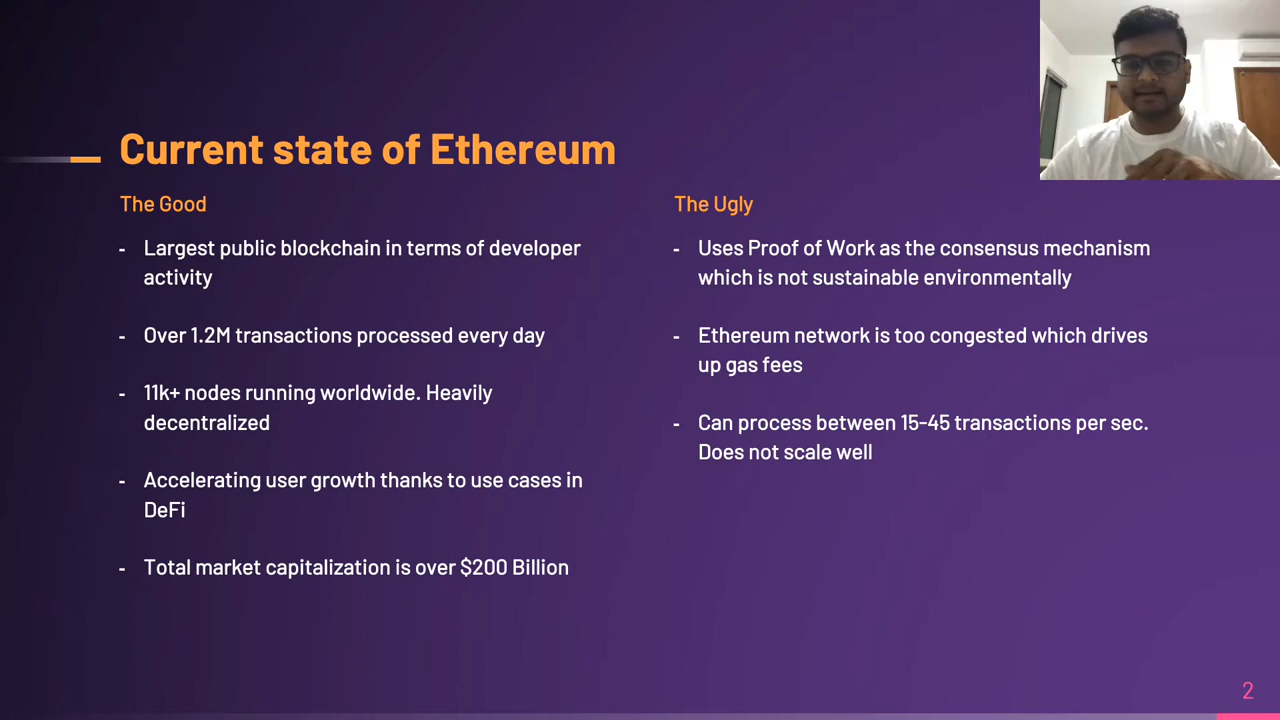 Current state of Ethereum
The Good
- Largest public blockchain in terms of developer
activity
- Over 1.2M transactions processed every day
- 11k+ nodes running worldwide. Heavily
decentralized
- Accelerating user growth thanks to use cases in
DeFi
- Total market capitalization is over $200 Billion
The Ugly
- Uses Proof of Work as the consensus mechanism
which is not sustainable environmentally
- Ethereum network is too congested which drives
up gas fees
- Can process between 15-45 transactions per sec.
Does not scale well
2